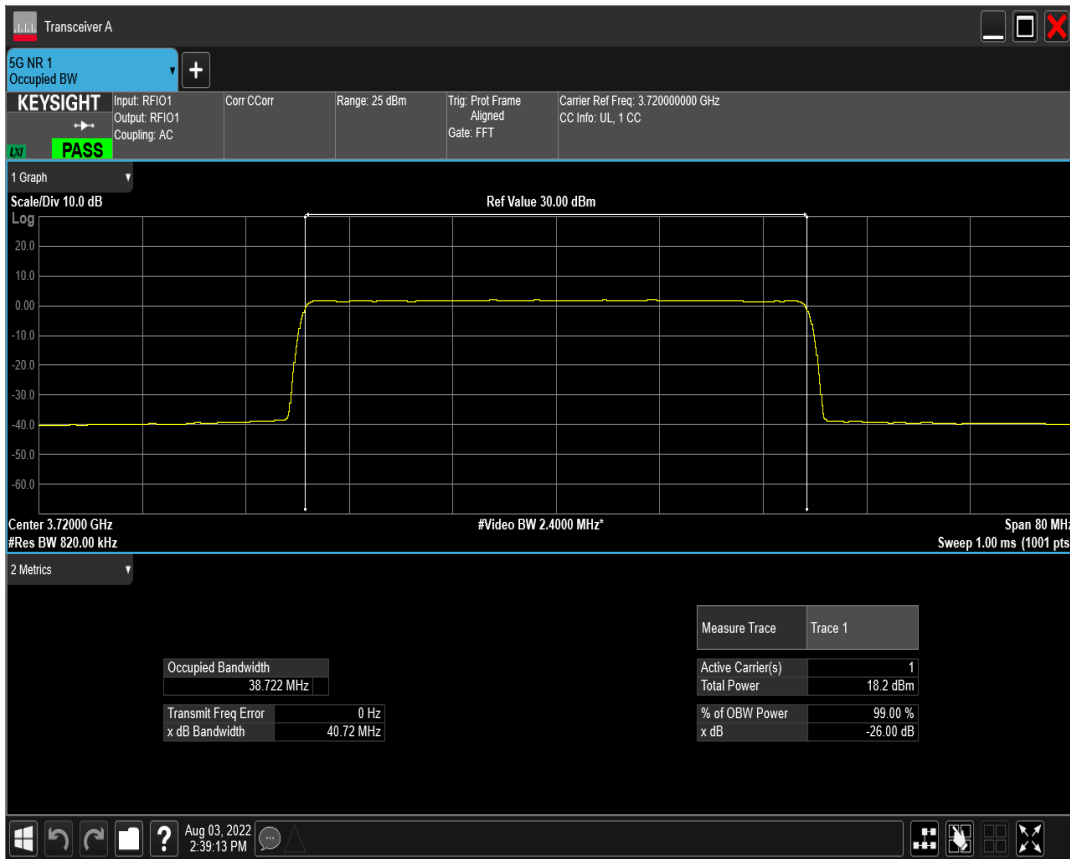 Transceiver A
5G NR 1
Occupied BW
KEYSIGHT
LXI
PASS
Input: RFIO1
Output: RFIO1
Coupling: AC
Corr CCorr
Range: 25 dBm
Trig: Prot Frame
Aligned
Gate: FFT
Carrier Ref Freq: 3.720000000 GHz
CC Info: UL, 1 CC
1 Graph
Scale/Div 10.0 dB
Ref Value 30.00 dBm
Log
20.0
10.0
0.00
-10.0
-20.0
-30.0
-40.0
-50.0
-60.0
Center 3.72000 GHz
#Video BW 2.4000 MHz*
Span 80 MHz
#Res BW 820.00 kHz
Sweep 1.00 ms (1001 pts
2 Metrics
Measure Trace Trace 1
Occupied Bandwidth
38.722 MHz
Active Carrier(s) 1
Total Power 18.2 dBm
Transmit Freq Error 0 Hz
x dB Bandwidth 40.72 MHz
% of OBW Power 99.00 %
x dB -26.00 dB
Aug 03, 2022
2:39:13 PM